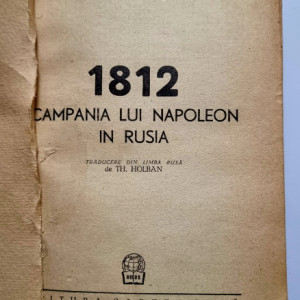 1812
CAMPANIA LUI NAPOLEON
IN RUSIA
TRADUCERE DIN LIMBA RUSĂ
de TH. HOLBAN